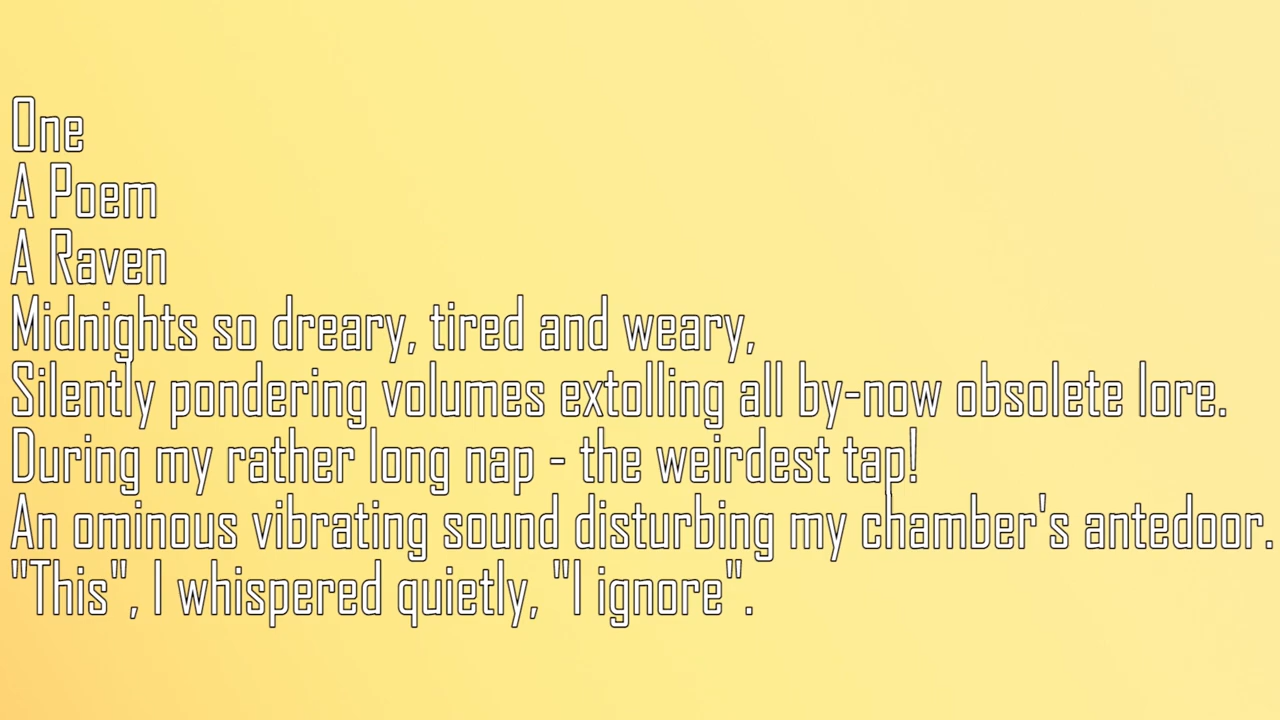 One
A Poem
A Raven
Midnights so dreary, tired and weary,
Silently pondering volumes extolling all by-now obsolete lore.
During my rather long nap - the weirdest tap!
An ominous vibrating sound disturbing my chamber's antedoor.
"This", I whispered quietly, "I ignore".